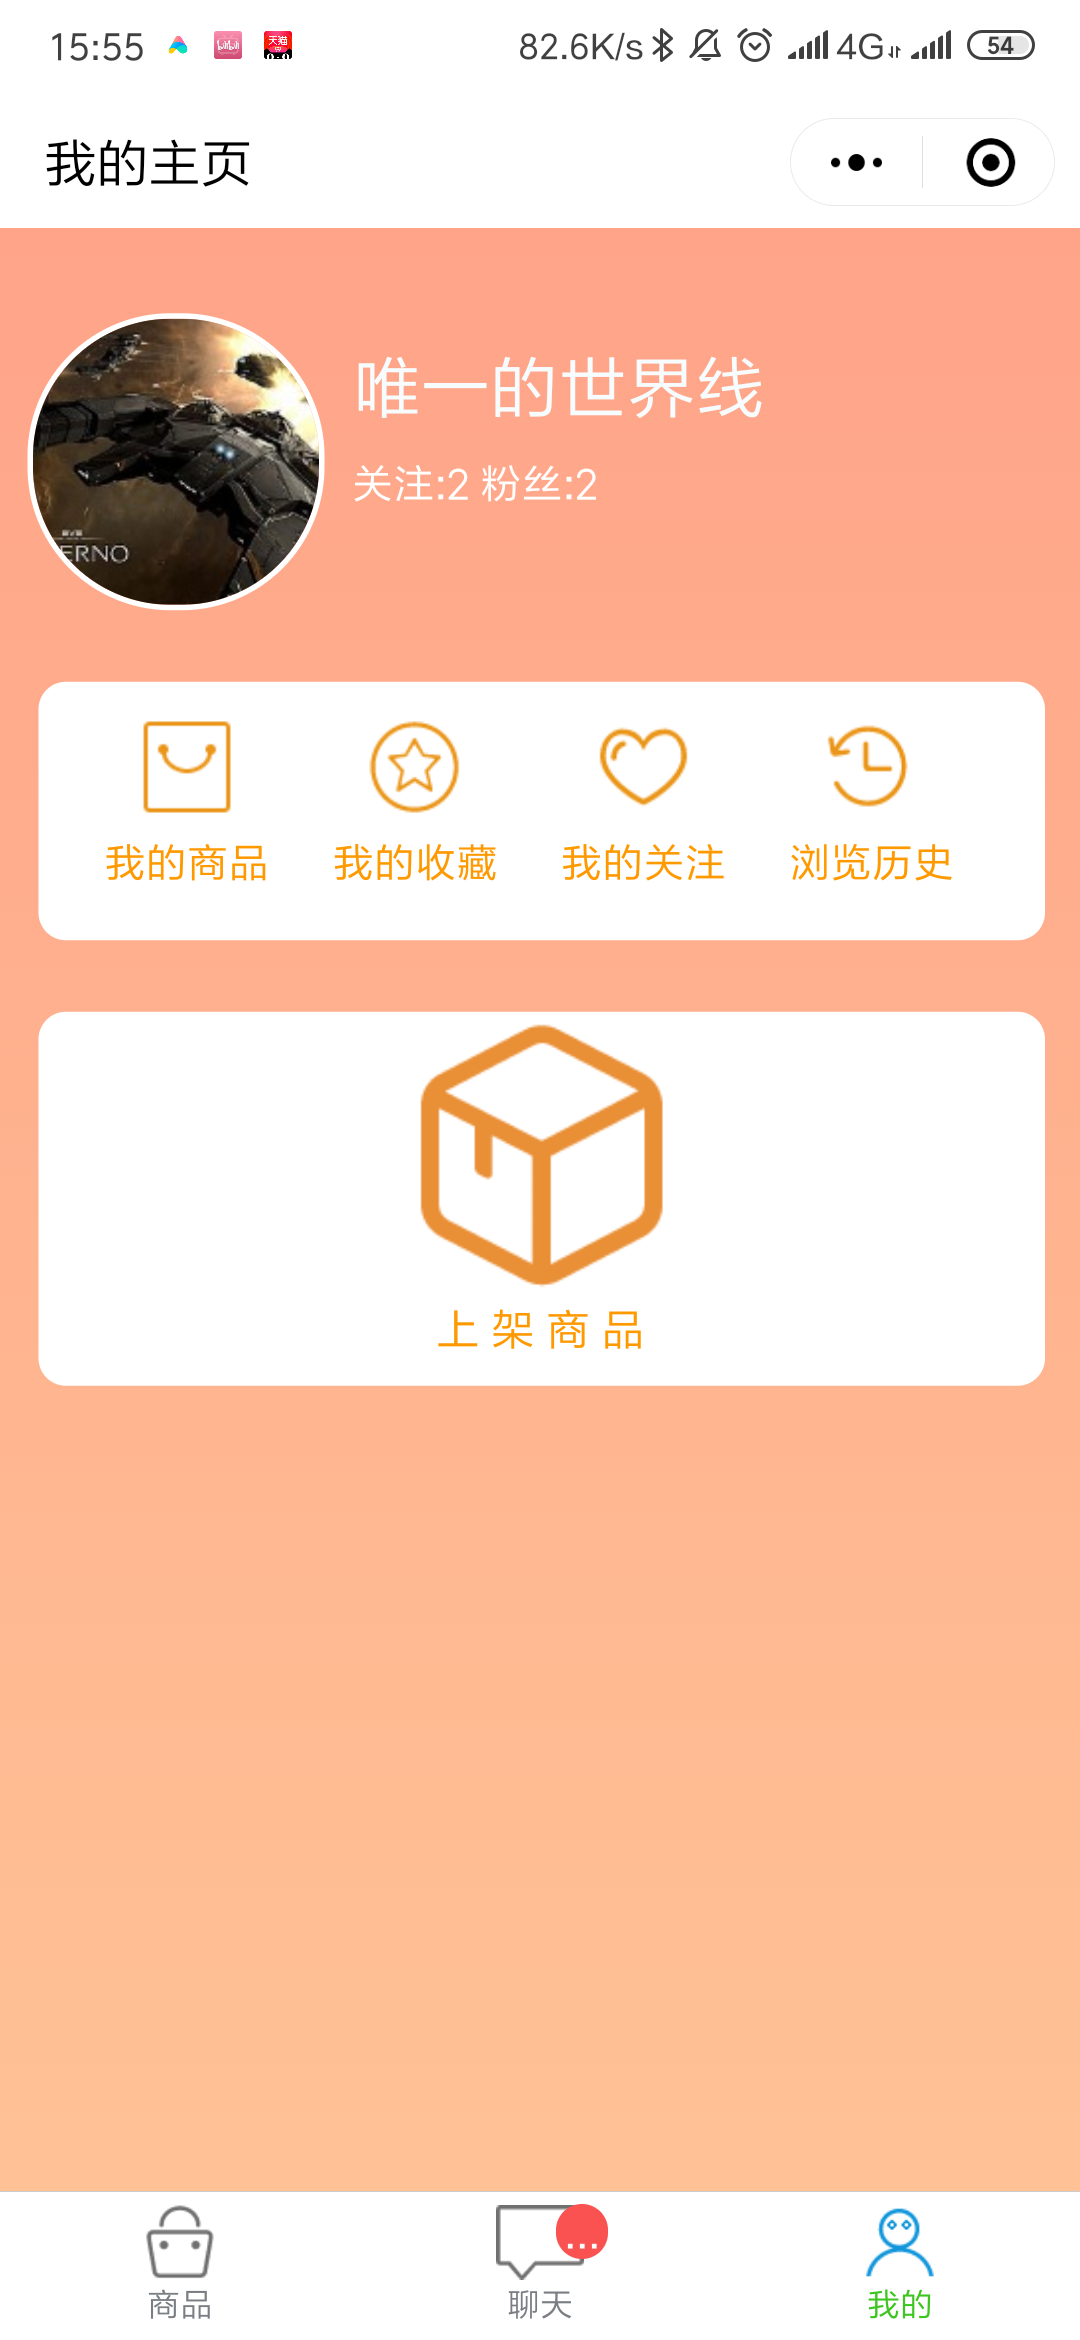 15:55 82.6K/s 4G 54
我的主页
唯一的世界线
关注:2 粉丝:2
ERNO
我的商品 我的收藏 我的关注 浏览历史
上架商品
...
商品 聊天 我的